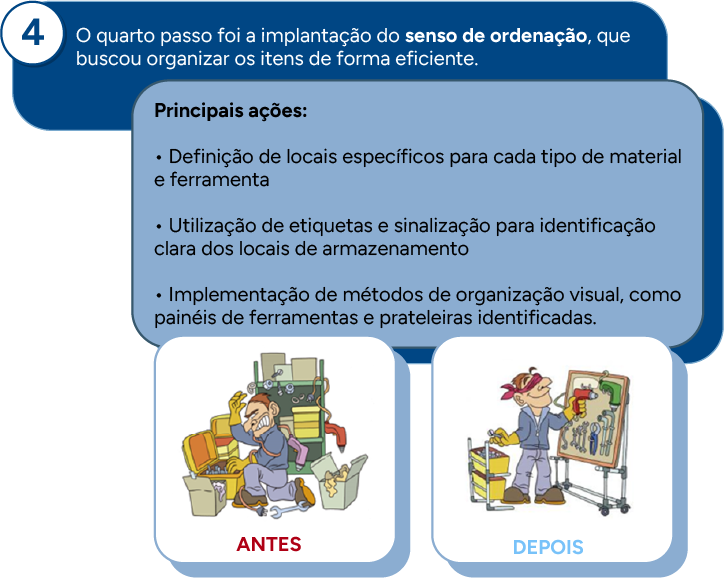 4
O quarto passo foi a implantação do senso de ordenação, que
buscou organizar os itens de forma eficiente.
Principais ações:
• Definição de locais específicos para cada tipo de material
e ferramenta
• Utilização de etiquetas e sinalização para identificação
clara dos locais de armazenamento
• Implementação de métodos de organização visual, como
painéis de ferramentas e prateleiras identificadas.
ANTES
DEPOIS